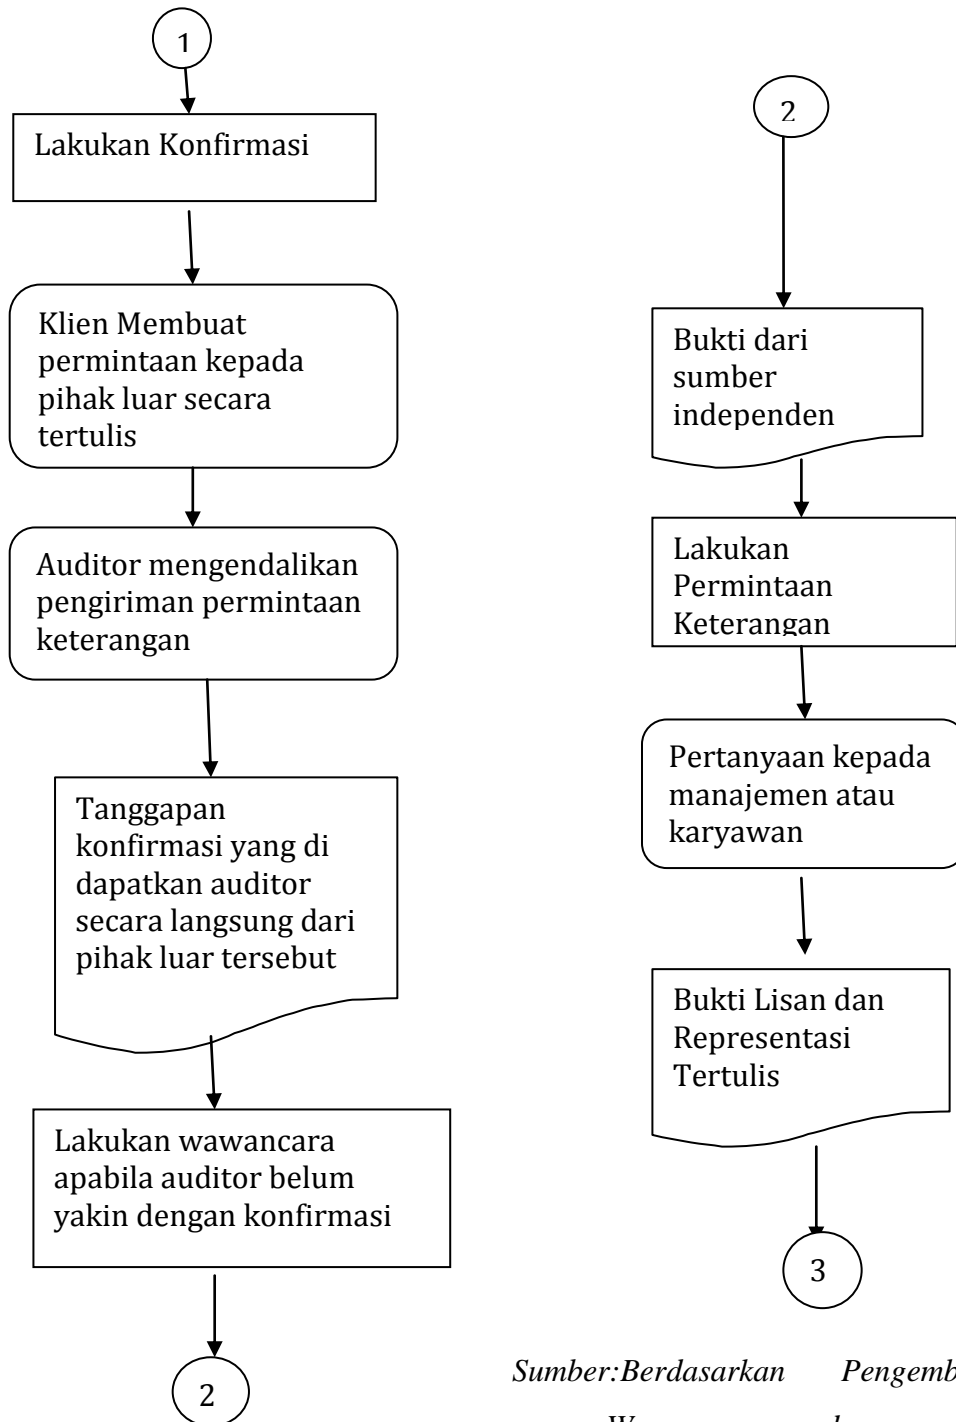 1
Lakukan Konfirmasi
Klien Membuat
permintaan kepada
pihak luar secara
tertulis
Auditor mengendalikan
pengiriman permintaan
keterangan
Tanggapan
konfirmasi yang di
dapatkan auditor
secara langsung dari
pihak luar tersebut
Lakukan wawancara
apabila auditor belum
yakin dengan konfirmasi
2
2
Bukti dari
sumber
independen
Lakukan
Permintaan
Keterangan
Pertanyaan kepada
manajemen atau
karyawan
Bukti Lisan dan
Representasi
Tertulis
3
Sumber:Berdasarkan Pengemb